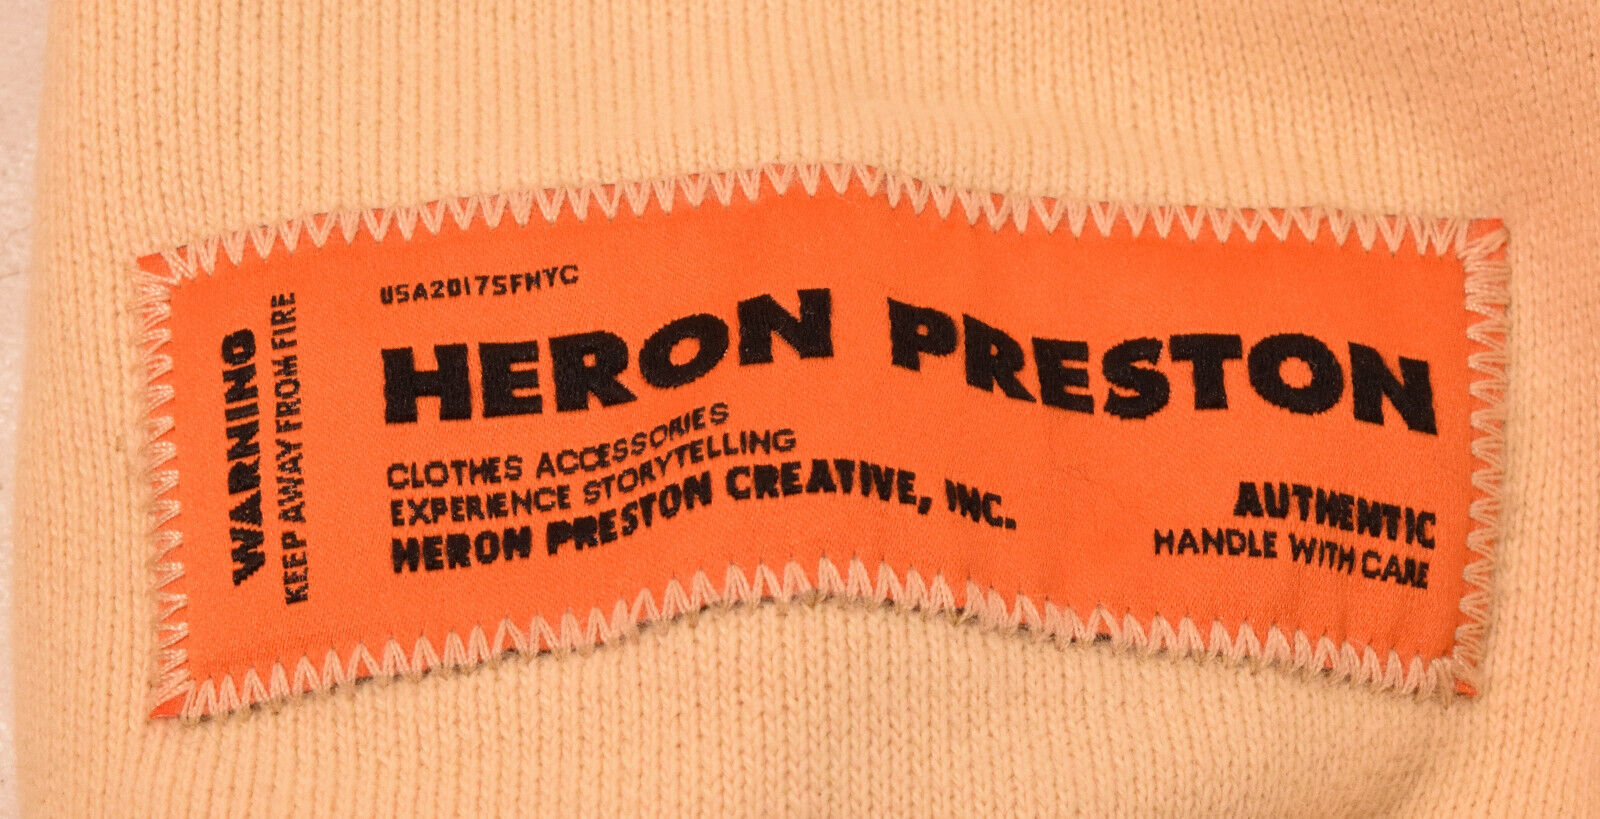 WARNING
KEEP AWAY FROM FIRE
USA2017SFNYC
HERON PRESTON
CLOTHES ACCESSORIES
EXPERIENCE STORYTELLING
HERON PRESTON CREATIVE, INC.
AUTHENTIC
HANDLE WITH CARE